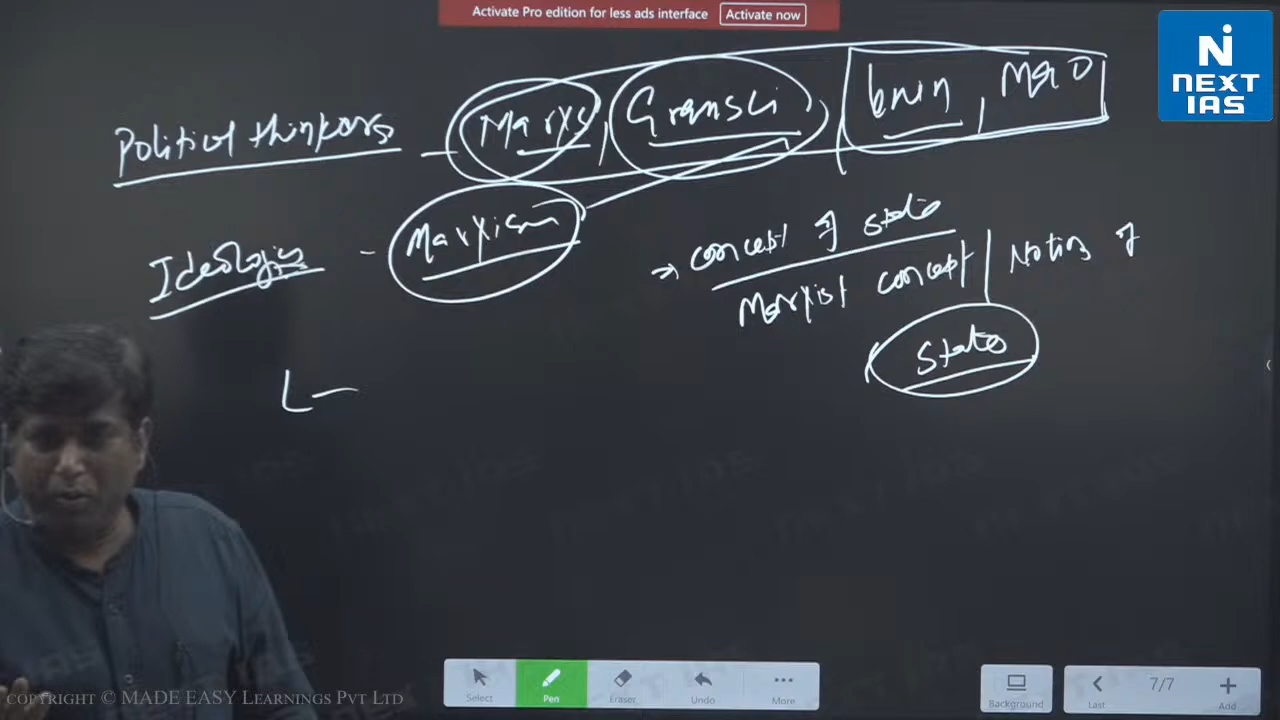 Activate Pro edition for less ads interface Activate now
NEXT
IAS
Political thinkers - Marxs, Gramsci, Lenin, Mao
Ideologies - Marxism
→ concept of state
Marxist concept | Notion of
state
Select Pen Eraser Undo More Background Last 7/7 Add
COPYRIGHT © MADE EASY LEARNINGS PVT LTD